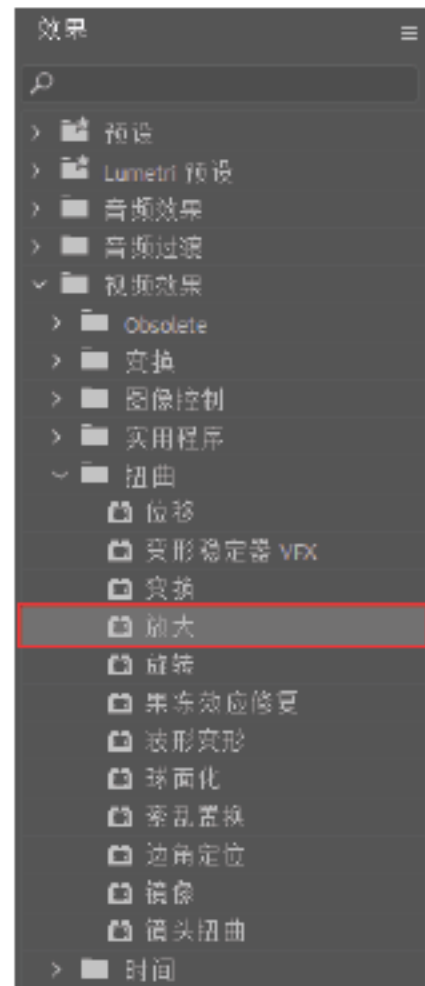 效果
预设
Lumetri 预设
音频效果
音频过渡
视频效果
Obsolete
变换
图像控制
实用程序
扭曲
位移
变形稳定器 VFX
变换
放大
旋转
果冻效应修复
波形变形
球面化
紊乱置换
边角定位
镜像
镜头扭曲
时间